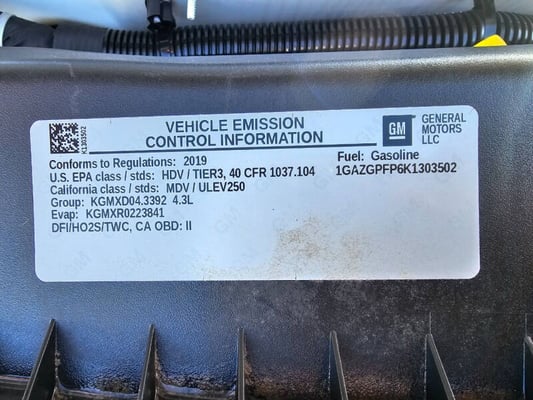 K1303502
VEHICLE EMISSION
CONTROL INFORMATION
GM
GENERAL
MOTORS
LLC
Conforms to Regulations: 2019
Fuel: Gasoline
U.S. EPA class / stds: HDV / TIER3, 40 CFR 1037.104
1GAZGPFP6K1303502
California class / stds: MDV / ULEV250
Group: KGMXD04.3392 4.3L
Evap: KGMXR0223841
DFI/HO2S/TWC, CA OBD: II